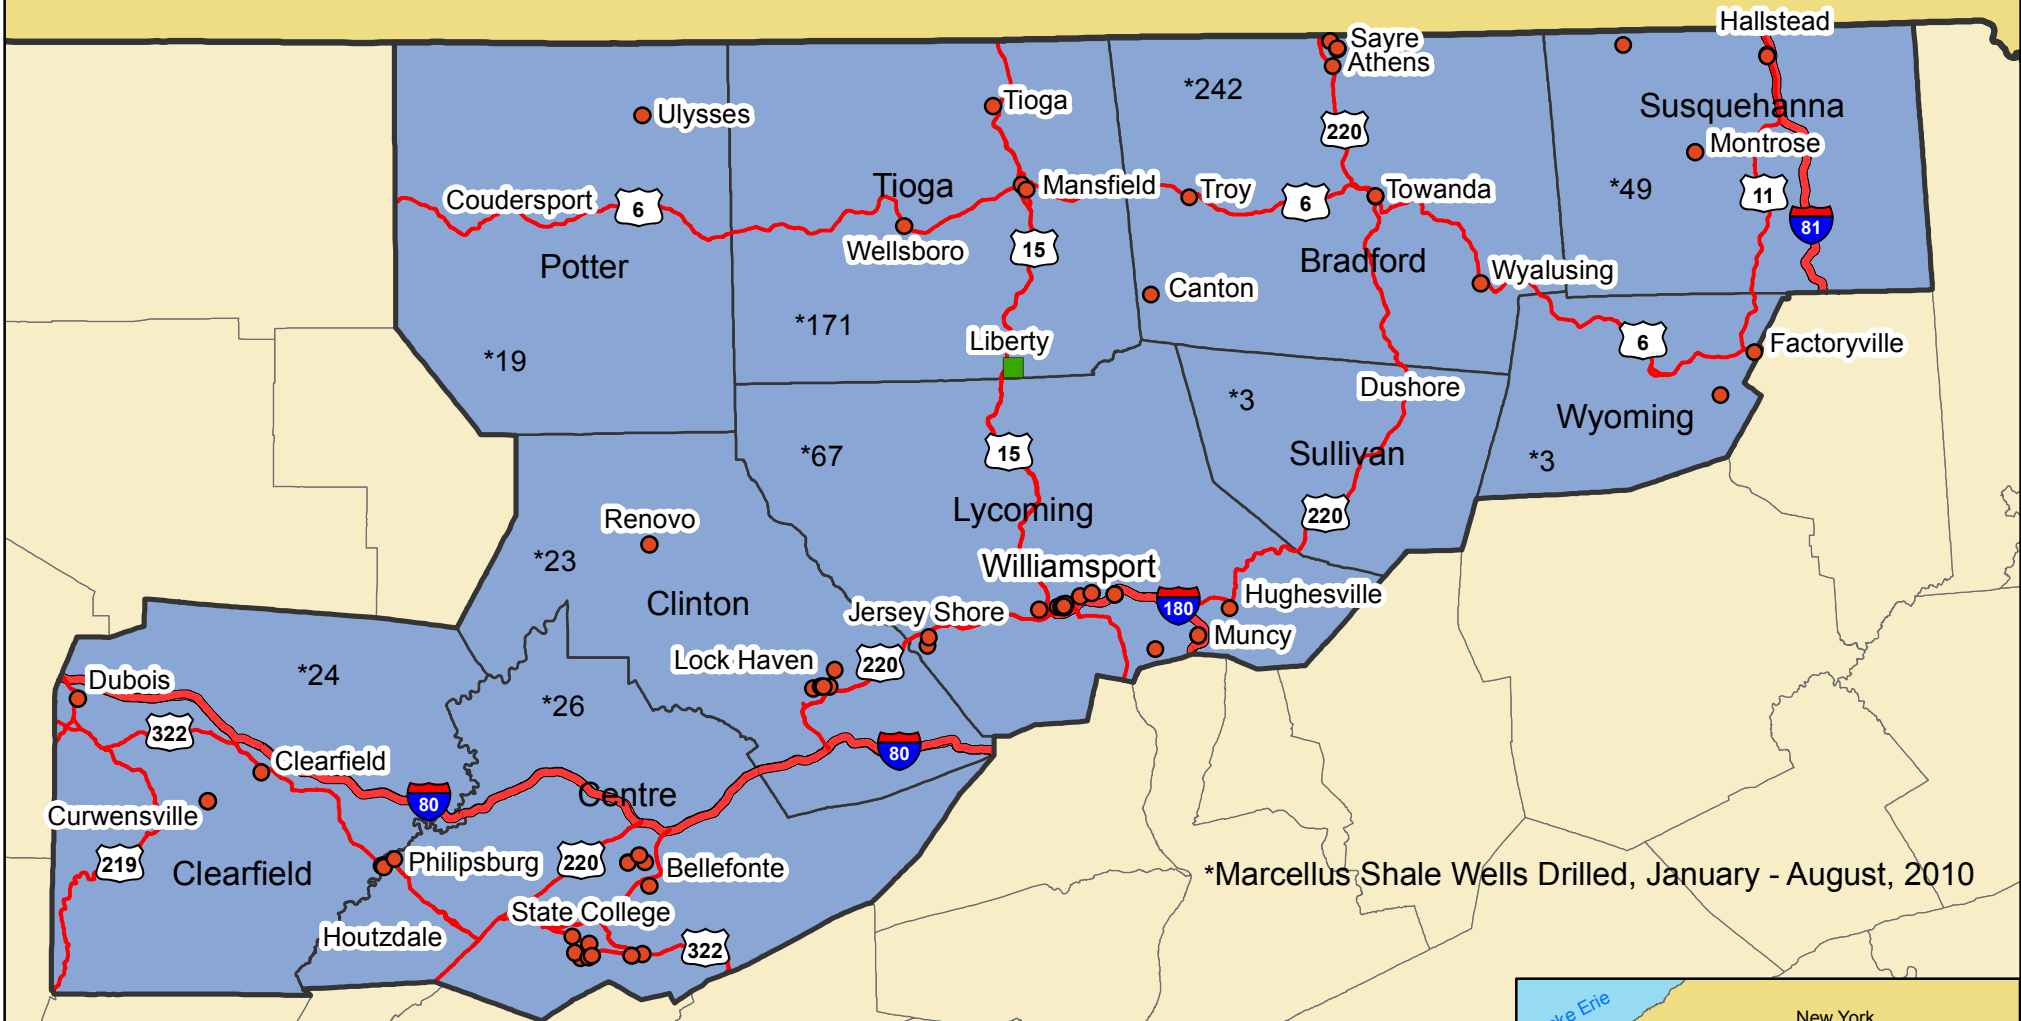 Hallstead
Sayre
Athens
*242
Tioga
Susquehanna
Ulysses
220
Montrose
Tioga
Mansfield
Troy
6
Towanda
*49
11
Coudersport
6
81
Wellsboro
15
Potter
Bradford
Wyalusing
Canton
*171
Liberty
6
Factoryville
*19
Dushore
*3
Wyoming
*67
15
Sullivan
*3
Lycoming
220
Renovo
*23
Williamsport
Clinton
Jersey Shore
180
Hughesville
Muncy
Lock Haven
220
*24
Dubois
*26
322
80
Clearfield
Centre
80
Curwensville
219
Clearfield
Philipsburg
220
Bellefonte
*Marcellus Shale Wells Drilled, January - August, 2010
State College
Houtzdale
322
ke Erie
New York